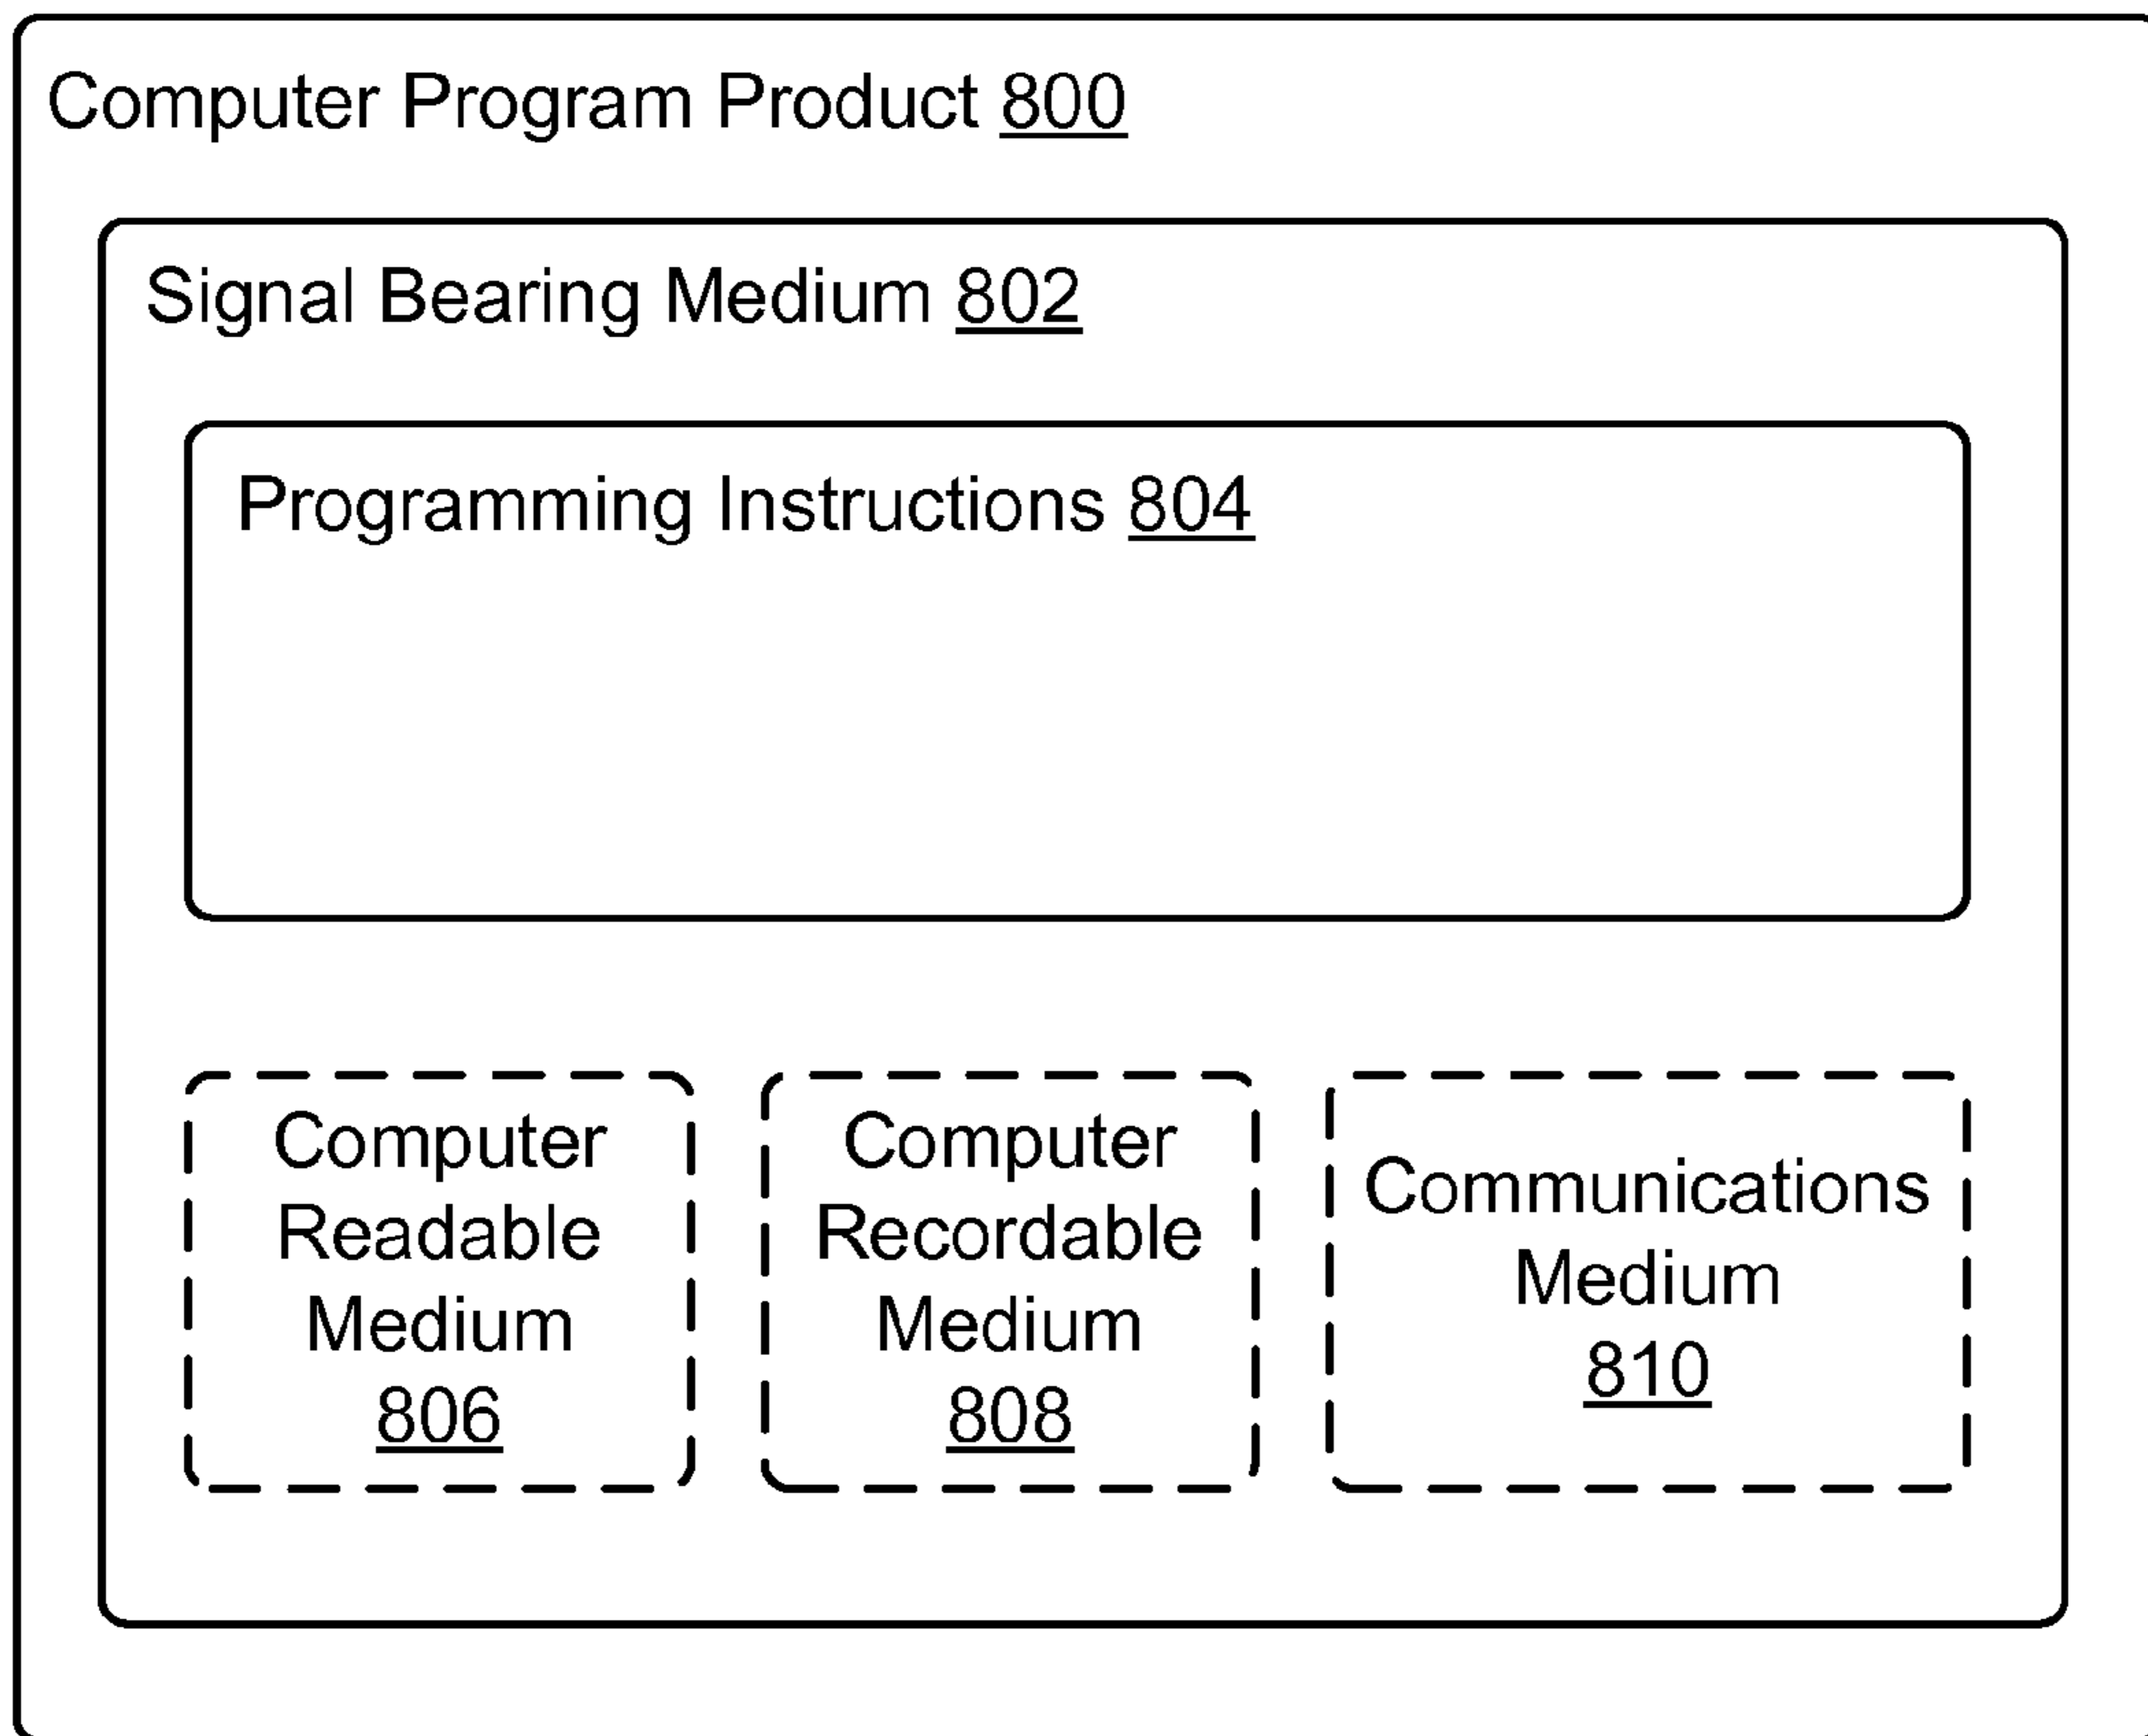 Computer Program Product 800
Signal Bearing Medium 802
Programming Instructions 804
Computer
Readable
Medium
806
Computer
Recordable
Medium
808
Communications
Medium
810